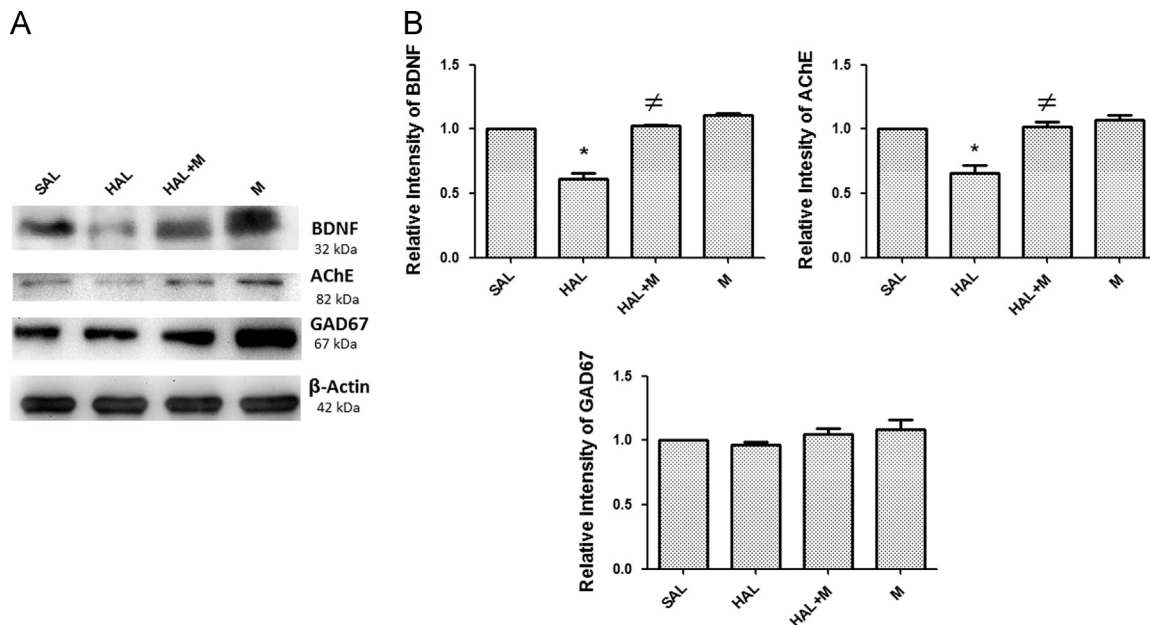 A
SAL HAL HAL+M M
BDNF
32 kDa
AChE
82 kDa
GAD67
67 kDa
β-Actin
42 kDa
B
Relative Intensity of BDNF
1.5
1.0
0.5
0.0
*
≠
SAL HAL HAL+M M
Relative Intesity of AChE
1.5
1.0
0.5
0.0
*
≠
SAL HAL HAL+M M
Relative Intensity of GAD67
1.5
1.0
0.5
0.0
SAL HAL HAL+M M